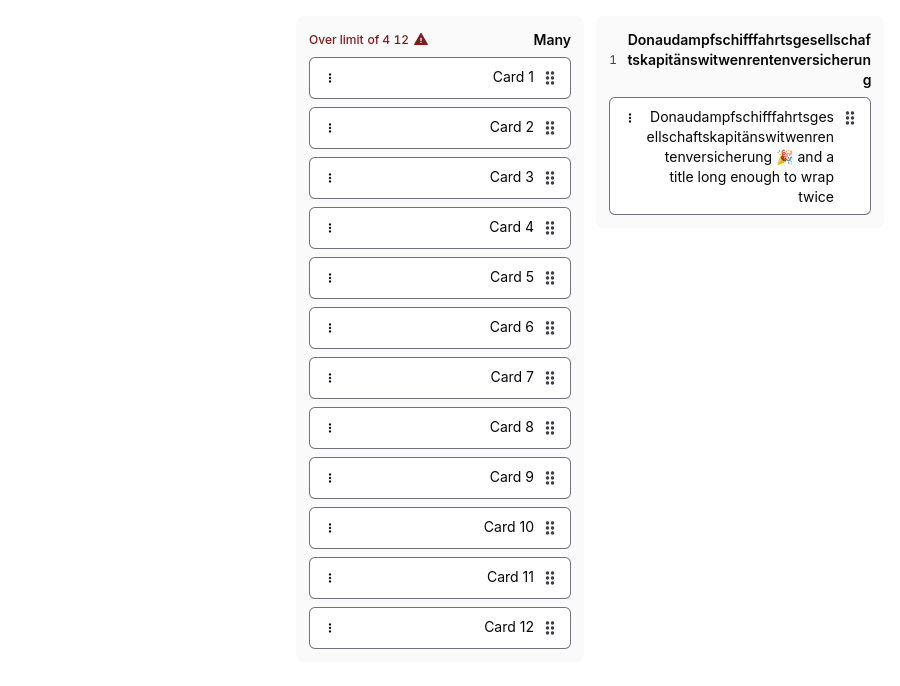 Donaudampfschifffahrtsgesellschaf
tskapitänswitwenrentenversicherun
g
1
Donaudampfschifffahrtsges
ellschaftskapitänswitwenren
tenversicherung 🎉 and a
title long enough to wrap
twice
Many
Over limit of 4 12
Card 1
Card 2
Card 3
Card 4
Card 5
Card 6
Card 7
Card 8
Card 9
Card 10
Card 11
Card 12